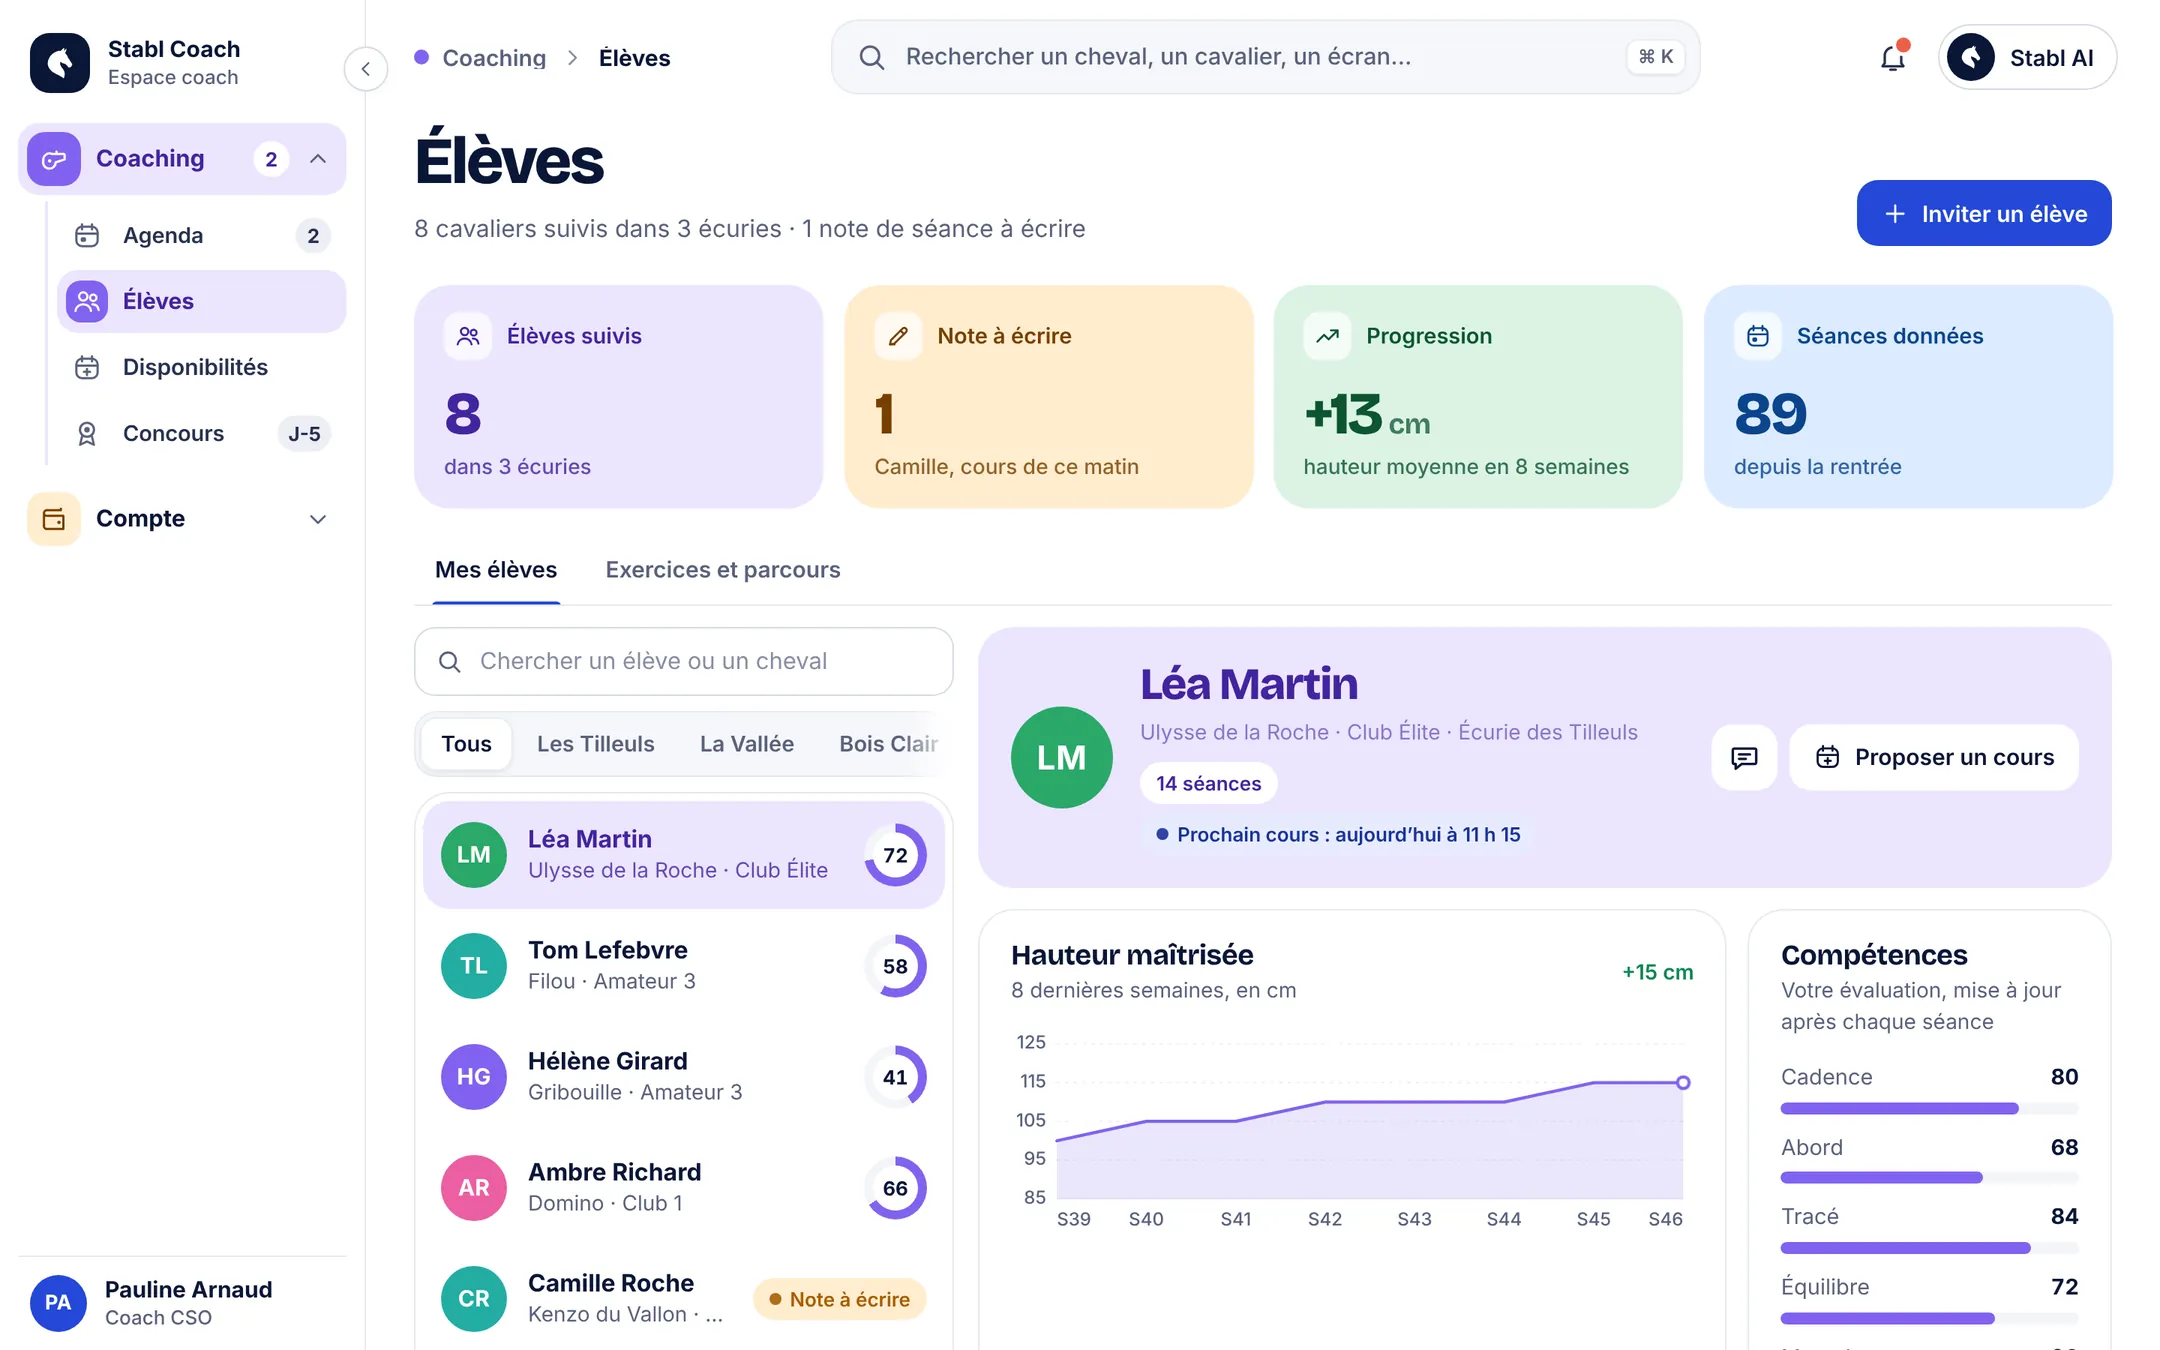 Stabl Coach
Espace coach
Coaching
2
Agenda
2
Élèves
Disponibilités
Concours
J-5
Compte
Pauline Arnaud
Coach CSO
PA
Coaching > Élèves
Rechercher un cheval, un cavalier, un écran...
⌘ K
Stabl AI
Élèves
8 cavaliers suivis dans 3 écuries · 1 note de séance à écrire
+ Inviter un élève
Élèves suivis
8
dans 3 écuries
Note à écrire
1
Camille, cours de ce matin
Progression
+13 cm
hauteur moyenne en 8 semaines
Séances données
89
depuis la rentrée
Mes élèves
Exercices et parcours
Chercher un élève ou un cheval
Tous
Les Tilleuls
La Vallée
Bois Clair
LM
Léa Martin
Ulysse de la Roche · Club Élite
72
TL
Tom Lefebvre
Filou · Amateur 3
58
HG
Hélène Girard
Gribouille · Amateur 3
41
AR
Ambre Richard
Domino · Club 1
66
CR
Camille Roche
Kenzo du Vallon · ...
Note à écrire
LM
Léa Martin
Ulysse de la Roche · Club Élite · Écurie des Tilleuls
14 séances
Prochain cours : aujourd’hui à 11 h 15
Proposer un cours
Hauteur maîtrisée
8 dernières semaines, en cm
+15 cm
125
115
105
95
85
S39 S40 S41 S42 S43 S44 S45 S46
Compétences
Votre évaluation, mise à jour
après chaque séance
Cadence 80
Abord 68
Tracé 84
Équilibre 72